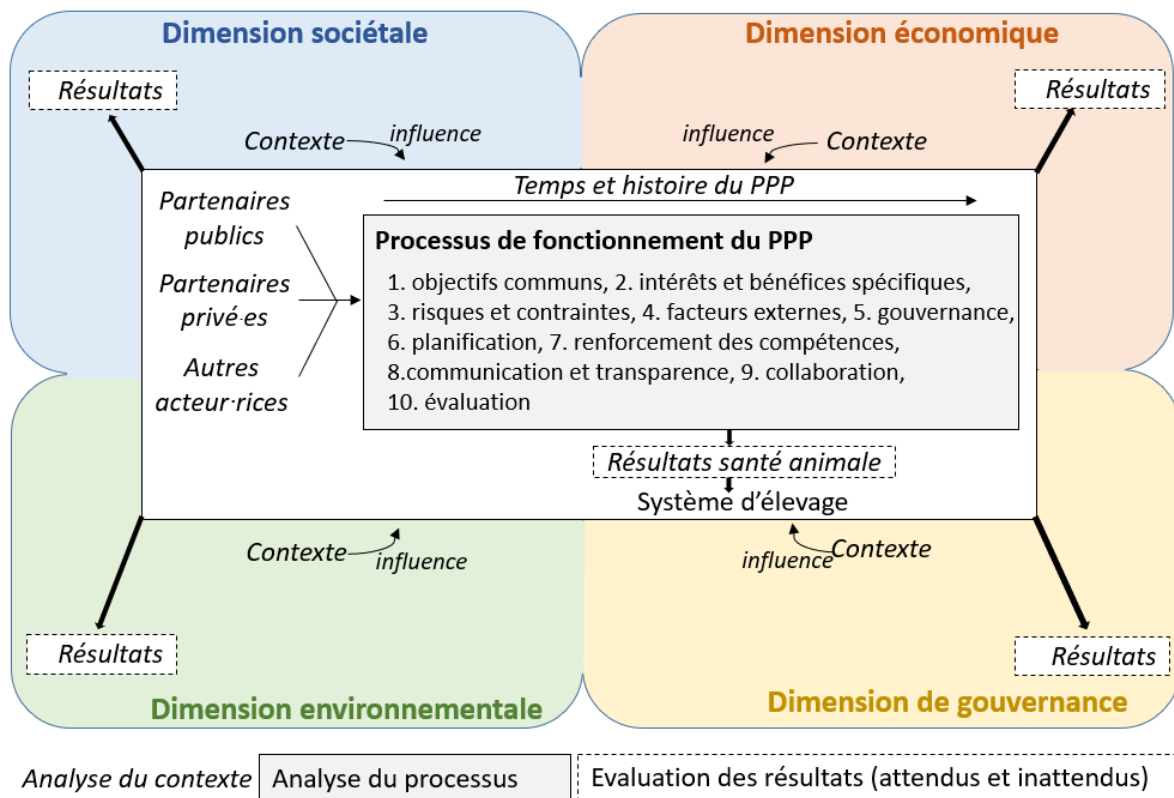 Dimension sociétale
Dimension économique
Résultats
Résultats
Contexte
influence
influence
Contexte
Temps et histoire du PPP
Partenaires
publics
Partenaires
privé·es
Autres
acteur·rices
Processus de fonctionnement du PPP
1. objectifs communs, 2. intérêts et bénéfices spécifiques,
3. risques et contraintes, 4. facteurs externes, 5. gouvernance,
6. planification, 7. renforcement des compétences,
8.communication et transparence, 9. collaboration,
10. évaluation
Résultats santé animale
Système d'élevage
Contexte
influence
influence
Contexte
Résultats
Résultats
Dimension environnementale
Dimension de gouvernance
Analyse du contexte
Analyse du processus
Evaluation des résultats (attendus et inattendus)